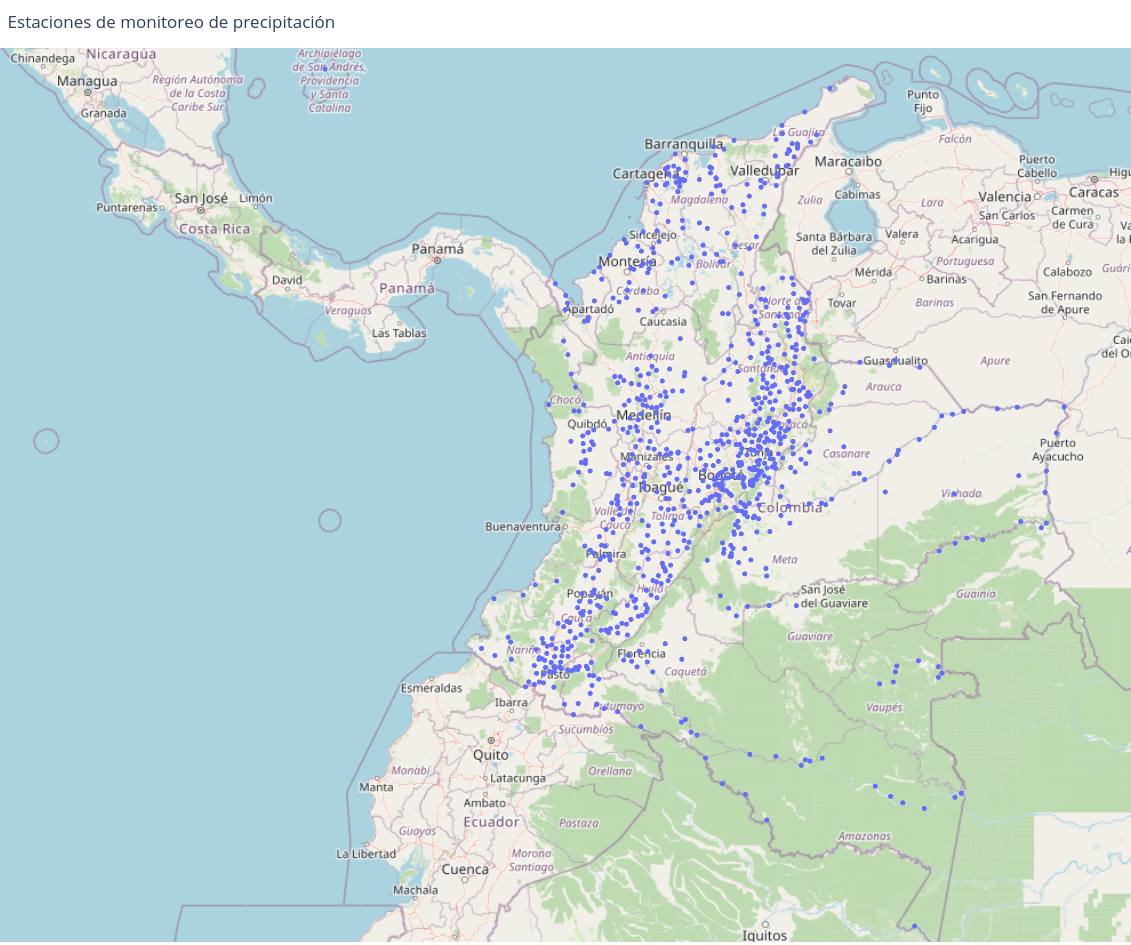 Estaciones de monitoreo de precipitación
Chinandega
Nicaragua
Managua
Granada
Región Autónoma
de la Costa
Caribe Sur
Archipiélago
de San Andrés,
Providencia
y Santa
Catalina
San José
Limón
Puntarenas
Costa Rica
David
Panamá
Panamá
Veraguas
Las Tablas
Barranquilla
Cartagena
La Guajira
Valledupar
Magdalena
Punto
Fijo
Falcón
Maracaibo
Cabimas
Zulia
Lara
Puerto
Cabello
Valencia
Caracas
San Carlos
Carmen
de Cura
Santa Bárbara
del Zulia
Valera
Acarigua
Portuguesa
Mérida
Barinas
Calabozo
Tovar
Barinas
San Fernando
de Apure
Sincelejo
Montería
Cesar
Bolívar
Córdoba
Apartadó
Caucasia
Norte de
Santander
Antioquia
Santander
Guasdualito
Apure
Arauca
Chocó
Medellín
Quibdó
Casanare
Puerto
Ayacucho
Manizales
Tunja
Bogotá
Ibagué
Vichada
Colombia
Valle del
Cauca
Tolima
Buenaventura
Palmira
Meta
Huila
Popayán
Cauca
San José
del Guaviare
Guainía
Guaviare
Nariño
Florencia
Pasto
Caquetá
Esmeraldas
Ibarra
Putumayo
Vaupés
Sucumbíos
Quito
Orellana
Manabí
Latacunga
Manta
Ambato
Ecuador
Pastaza
Guayas
Amazonas
La Libertad
Morona
Santiago
Cuenca
Machala
Iquitos